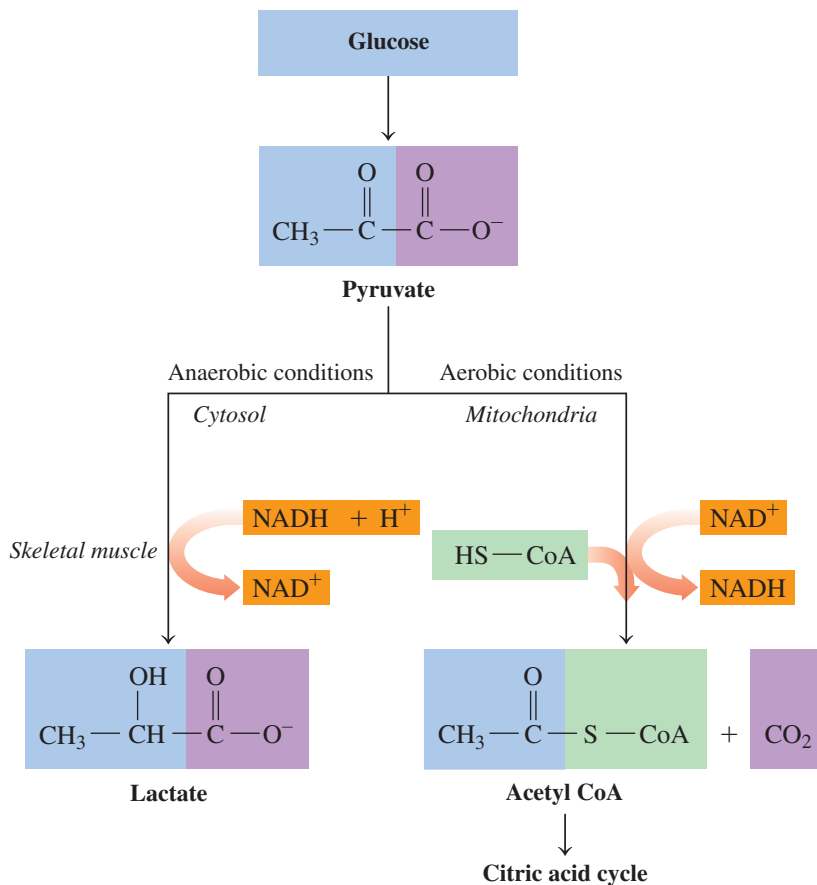 Glucose
O O
CH₃—C—C—O⁻
Pyruvate
Anaerobic conditions
Aerobic conditions
Cytosol
Mitochondria
NADH + H⁺
NAD⁺
Skeletal muscle
HS—CoA
NAD⁺
NADH
OH O
CH₃—CH—C—O⁻
Lactate
O
CH₃—C—S—CoA + CO₂
Acetyl CoA
Citric acid cycle